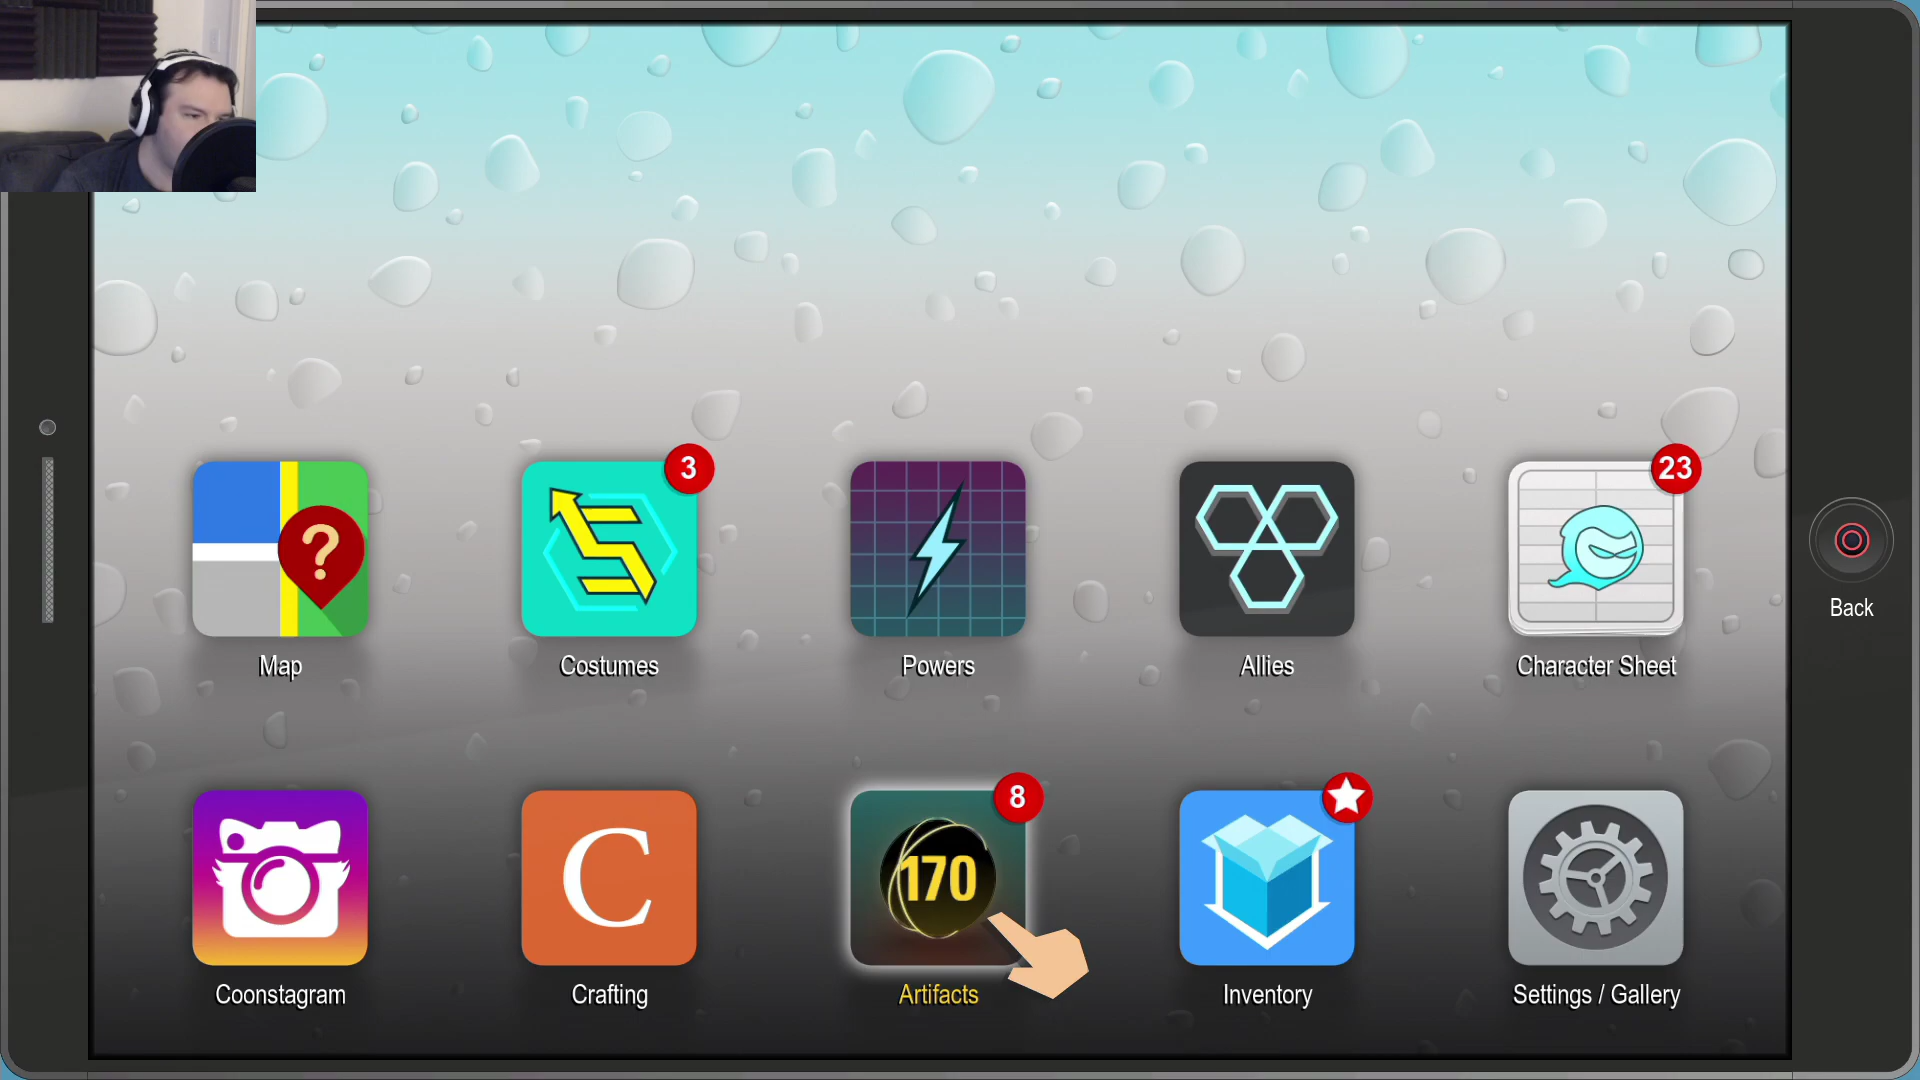 3
23
Map
Costumes
Powers
Allies
Character Sheet
Back
8
C
170
Coonstagram
Crafting
Artifacts
Inventory
Settings / Gallery